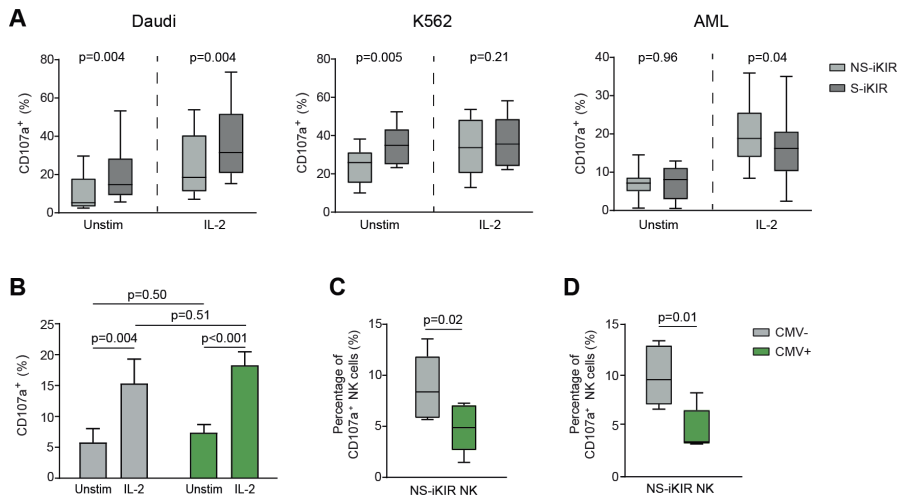 A
Daudi
K562
AML
p=0.004
p=0.004
p=0.005
p=0.21
p=0.96
p=0.04
CD107a+ (%)
80
60
40
20
0
Unstim
IL-2
CD107a+ (%)
80
60
40
20
0
Unstim
IL-2
CD107a+ (%)
40
30
20
10
0
Unstim
IL-2
NS-iKIR
S-iKIR
B
p=0.50
p=0.51
p=0.004
p<0.001
CD107a+ (%)
25
20
15
10
5
0
Unstim
IL-2
Unstim
IL-2
C
p=0.02
Percentage of
CD107a+ NK cells (%)
15
10
5
0
NS-iKIR NK
D
p=0.01
Percentage of
CD107a+ NK cells (%)
15
10
5
0
NS-iKIR NK
CMV-
CMV+